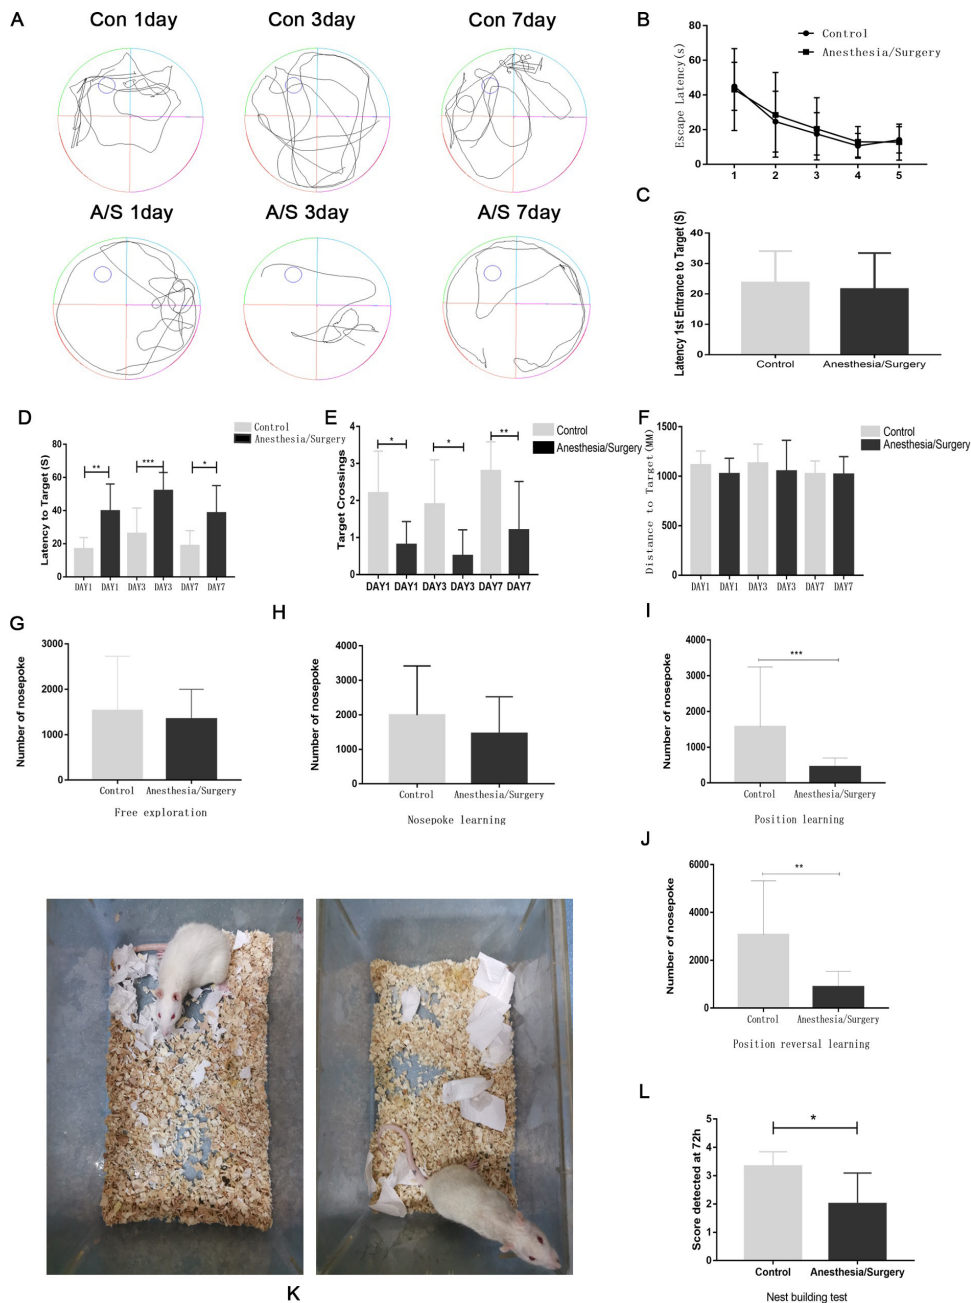 A
Con 1day
Con 3day
Con 7day
A/S 1day
A/S 3day
A/S 7day
B
Escape Latency(s)
80
60
40
20
0
1
2
3
4
5
Control
Anesthesia/Surgery
C
Latency 1st Entrance to Target (S)
40
30
20
10
0
Control
Anesthesia/Surgery
D
Control
Anesthesia/Surgery
Latency to Target (S)
80
60
40
20
0
DAY1
DAY1
DAY3
DAY3
DAY7
DAY7
**
***
*
E
Control
Anesthesia/Surgery
Target Crossings
4
3
2
1
0
DAY1
DAY1
DAY3
DAY3
DAY7
DAY7
*
*
**
F
Control
Anesthesia/Surgery
Distance to Target(MM)
1500
1000
500
0
DAY1
DAY1
DAY3
DAY3
DAY7
DAY7
G
Number of nosepoke
3000
2000
1000
0
Control
Anesthesia/Surgery
Free exploration
H
Number of nosepoke
4000
3000
2000
1000
0
Control
Anesthesia/Surgery
Nosepoke learning
I
Number of nosepoke
4000
3000
2000
1000
0
***
Control
Anesthesia/Surgery
Position learning
J
Number of nosepoke
6000
4000
2000
0
**
Control
Anesthesia/Surgery
Position reversal learning
K
L
Score detected at 72h
5
4
3
2
1
0
*
Control
Anesthesia/Surgery
Nest building test